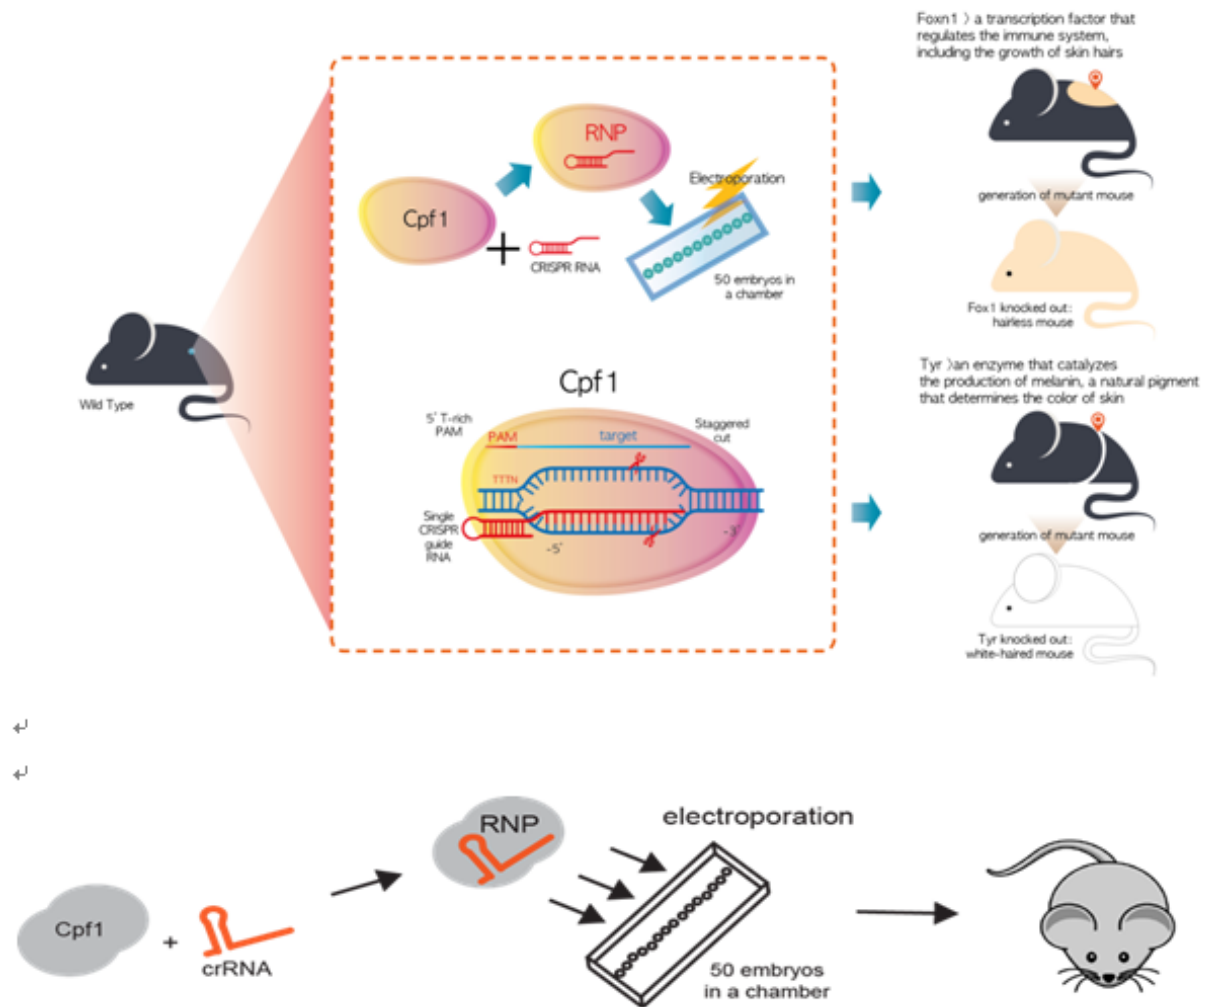 Foxn1 〉a transcription factor that
regulates the immune system,
including the growth of skin hairs
RNP
Electroporation
Cpf1
CRISPR RNA
50 embryos in
a chamber
generation of mutant mouse
Fox1 knocked out:
hairless mouse
Wild Type
Tyr 〉an enzyme that catalyzes
the production of melanin, a natural pigment
that determines the color of skin
Cpf1
5' T-rich
PAM
PAM
target
Staggered
cut
TTTN
Single
CRISPR
guide
RNA
-5'
-3'
generation of mutant mouse
Tyr knocked out:
white-haired mouse
↵
↵
RNP
electroporation
Cpf1
+
crRNA
50 embryos
in a chamber